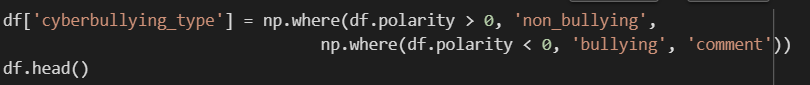 df['cyberbullying_type'] = np.where(df.polarity > 0, 'non_bullying',
np.where(df.polarity < 0, 'bullying', 'comment'))
df.head()